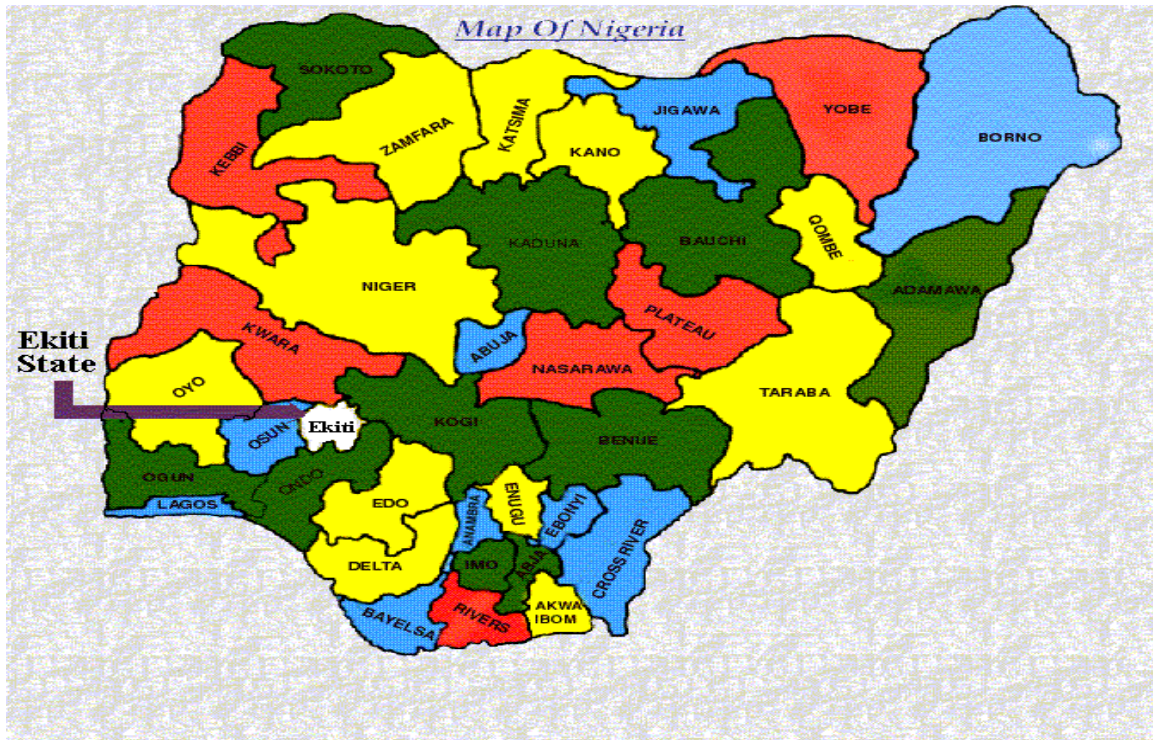 Map Of Nigeria
SOKOTO
KEBBI
ZAMFARA
KATSIMA
KANO
JIGAWA
YOBE
BORNO
KADUNA
BAUCHI
QOMBE
ADAMAWA
NIGER
KWARA
ABUJA
NASARAWA
PLATEAU
TARABA
Ekiti
State
OYO
OSUN
Ekiti
KOGI
BENUE
OGUN
ONDO
LAGOS
EDO
DELTA
ANAMBRA
ENUGU
EBONYI
CROSS RIVER
IMO
ABIA
BAYELSA
RIVERS
AKWA
IBOM